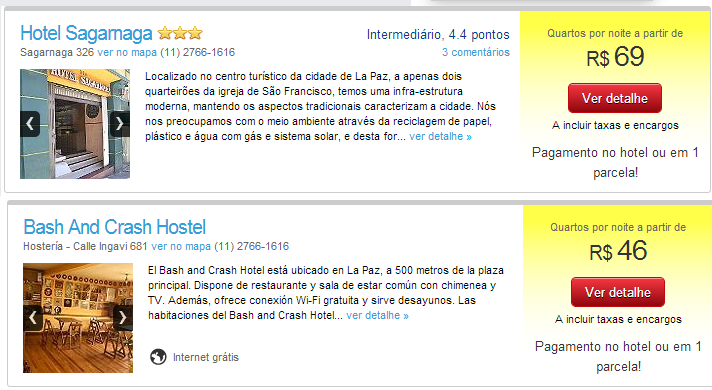 Hotel Sagarnaga
Intermediário, 4.4 pontos
Sagarnaga 326 ver no mapa (11) 2766-1616
3 comentários
HOTEL SAGARNAGA
Localizado no centro turístico da cidade de La Paz, a apenas dois
quarteirões da igreja de São Francisco, temos uma infra-estrutura
moderna, mantendo os aspectos tradicionais caracterizam a cidade. Nós
nos preocupamos com o meio ambiente através da reciclagem de papel,
plástico e água com gás e sistema solar, e desta for... ver detalhe »
Quartos por noite a partir de
R$ 69
Ver detalhe
A incluir taxas e encargos
Pagamento no hotel ou em 1
parcela!
Bash And Crash Hostel
Hostería - Calle Ingavi 681 ver no mapa (11) 2766-1616
El Bash and Crash Hotel está ubicado en La Paz, a 500 metros de la plaza
principal. Dispone de restaurante y sala de estar común con chimenea y
TV. Además, ofrece conexión Wi-Fi gratuita y sirve desayunos. Las
habitaciones del Bash and Crash Hotel... ver detalhe »
Internet grátis
Quartos por noite a partir de
R$ 46
Ver detalhe
A incluir taxas e encargos
Pagamento no hotel ou em 1
parcela!